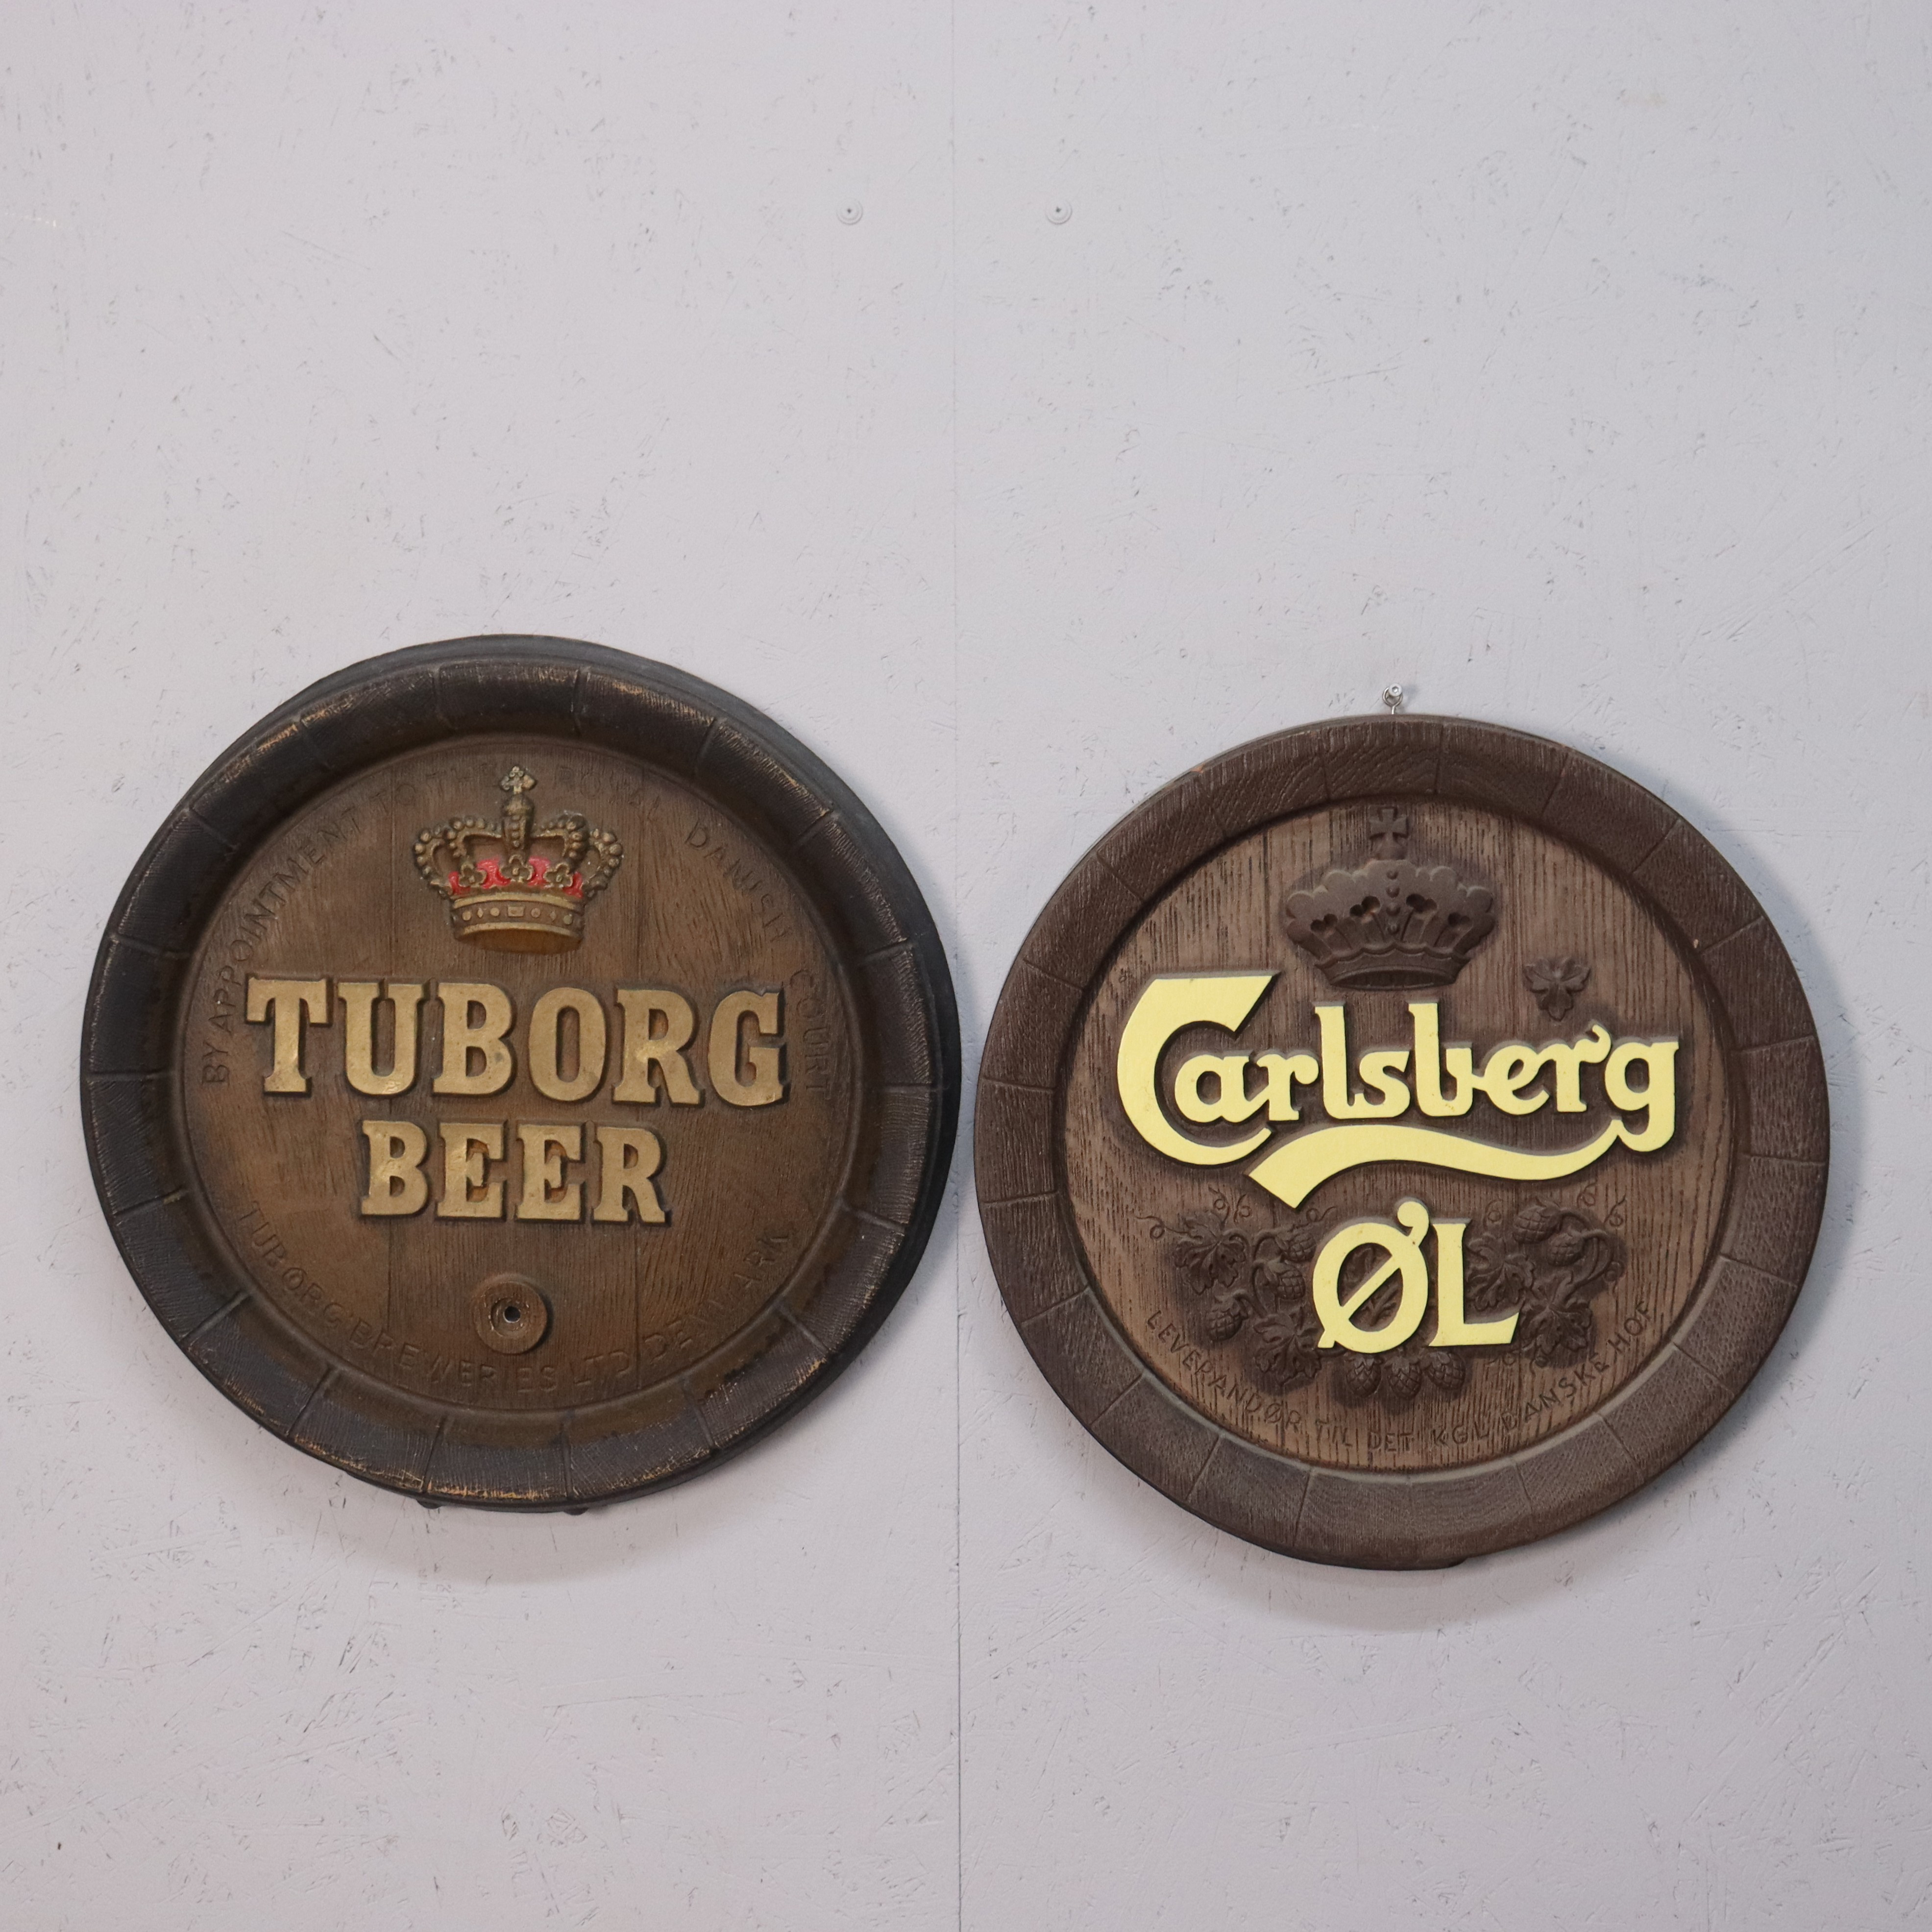 BY APPOINTMENT TO THE ROYAL DANISH COURT
TUBORG
BEER
TUBORG BREWERIES LTD DENMARK
Carlsberg
ØL
LEVERANDØR TIL DET KGL. DANSKE HOF